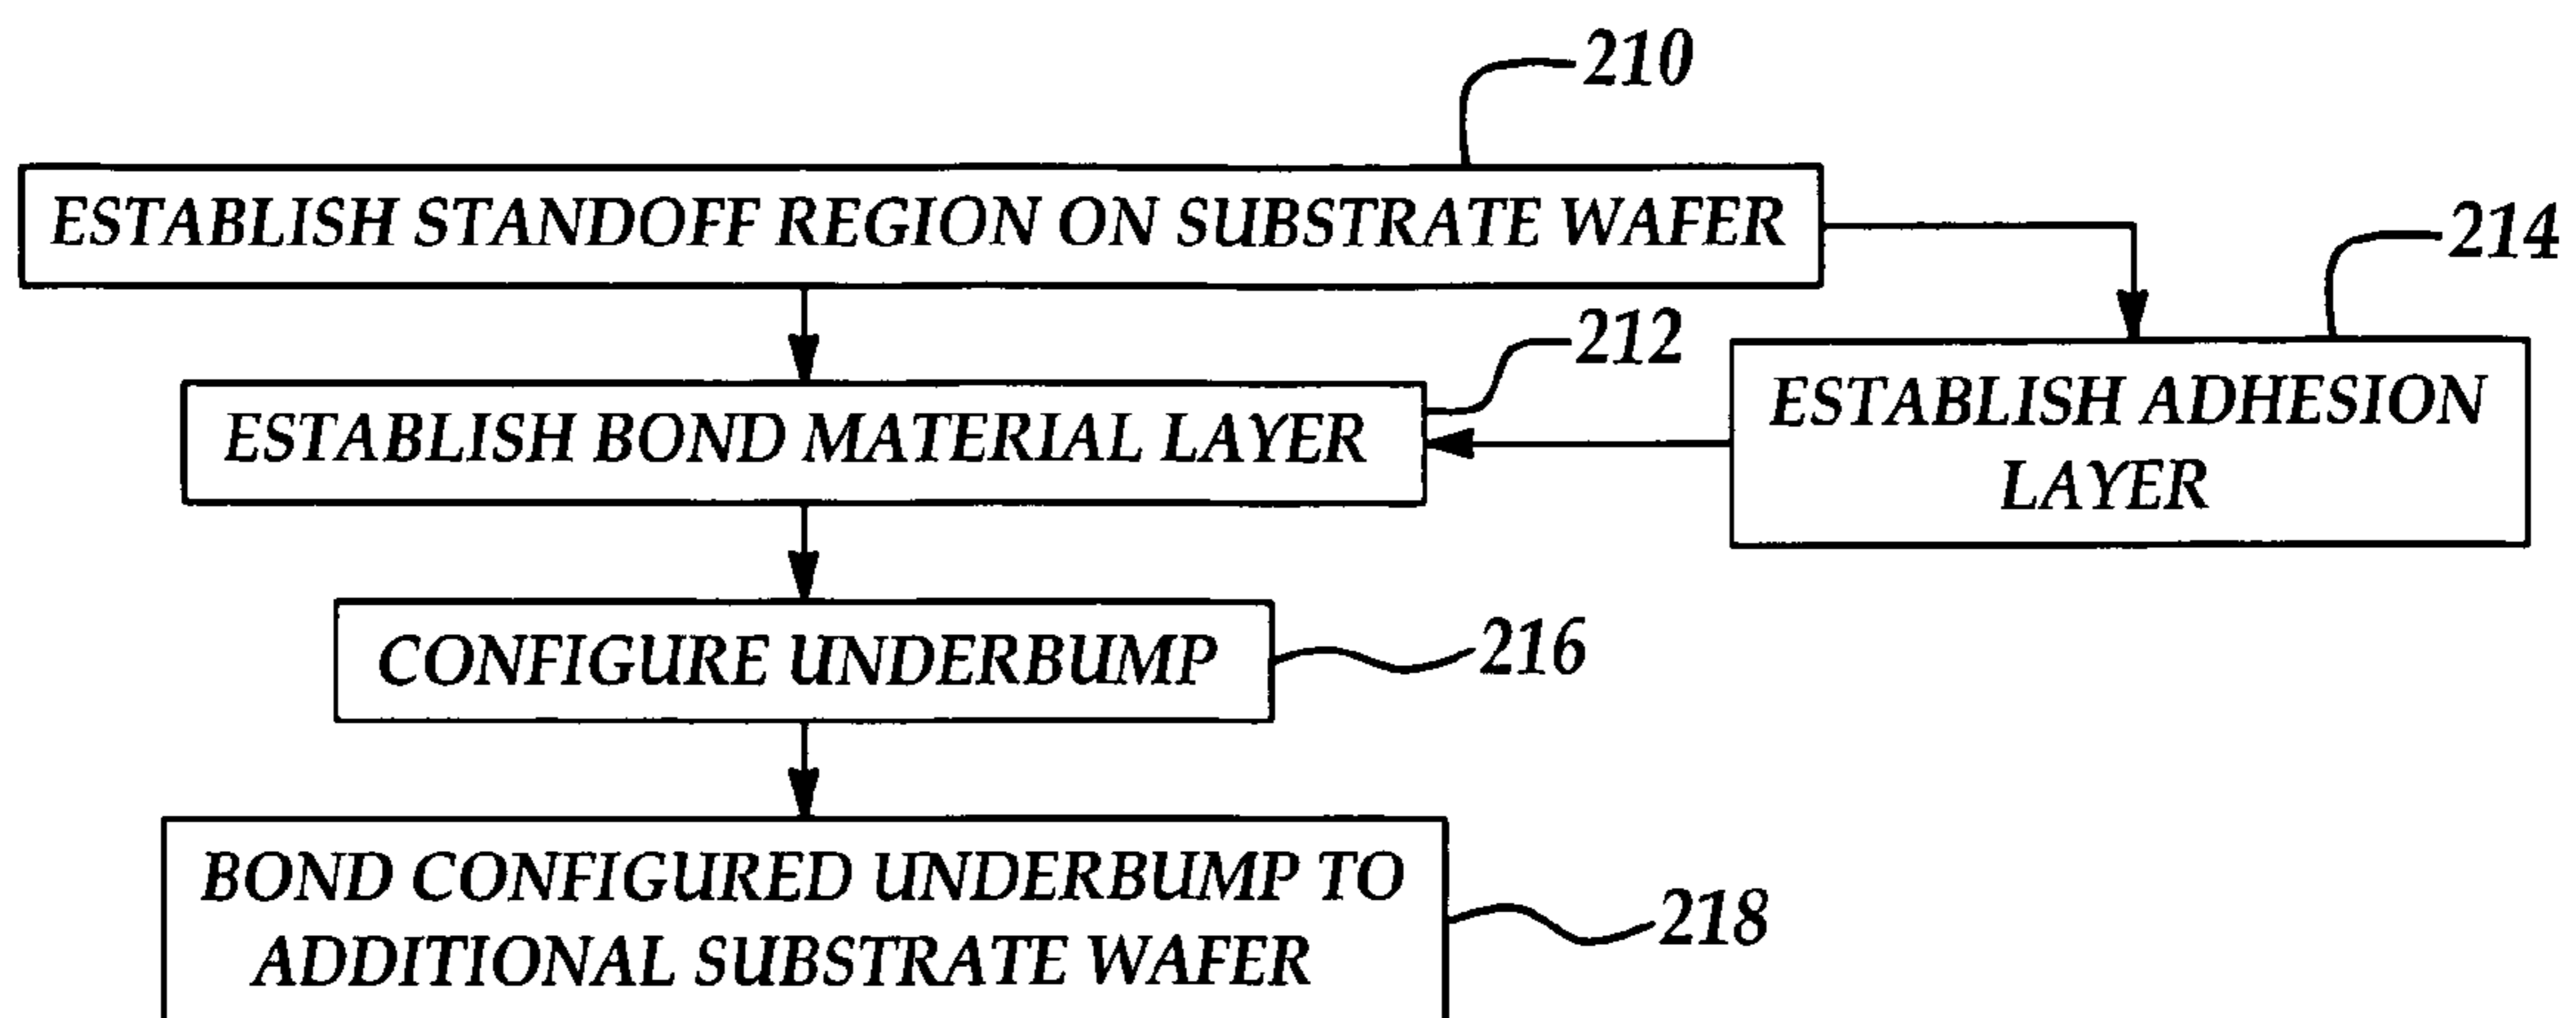 210
ESTABLISH STANDOFF REGION ON SUBSTRATE WAFER
214
212
ESTABLISH BOND MATERIAL LAYER
ESTABLISH ADHESION
LAYER
CONFIGURE UNDERBUMP
216
BOND CONFIGURED UNDERBUMP TO
ADDITIONAL SUBSTRATE WAFER
218